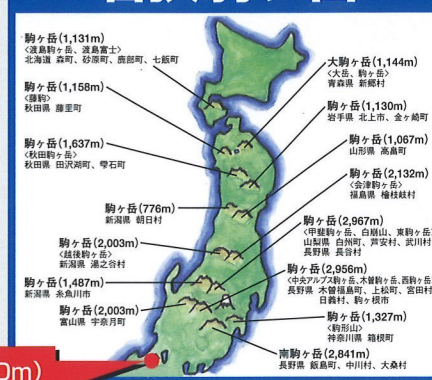 駒ヶ岳(1,131m)
<渡島駒ヶ岳、渡島富士>
北海道 森町、砂原町、鹿部町、七飯町
駒ヶ岳(1,158m)
<藤駒>
秋田県 藤里町
駒ヶ岳(1,637m)
<秋田駒ヶ岳>
秋田県 田沢湖町、雫石町
駒ヶ岳(776m)
新潟県 朝日村
駒ヶ岳(2,003m)
<越後駒ヶ岳>
新潟県 湯之谷村
駒ヶ岳(1,487m)
新潟県 糸魚川市
駒ヶ岳(2,003m)
富山県 宇奈月町
大駒ヶ岳(1,144m)
<大岳、駒ヶ岳>
青森県 新郷村
駒ヶ岳(1,130m)
岩手県 北上市、金ヶ崎町
駒ヶ岳(1,067m)
山形県 高畠町
駒ヶ岳(2,132m)
<会津駒ヶ岳>
福島県 檜枝岐村
駒ヶ岳(2,967m)
<甲斐駒ヶ岳、白崩山、東駒ヶ岳
山梨県 白州町、芦安村、武川村
長野県 長谷村
駒ヶ岳(2,956m)
<中央アルプス駒ヶ岳、木曽駒ヶ岳、西駒ヶ岳
長野県 木曽福島町、上松町、宮田村
日義村、駒ヶ根市
駒ヶ岳(1,327m)
<駒形山>
神奈川県 箱根町
南駒ヶ岳(2,841m)
長野県 飯島町、中川村、大桑村
0m)